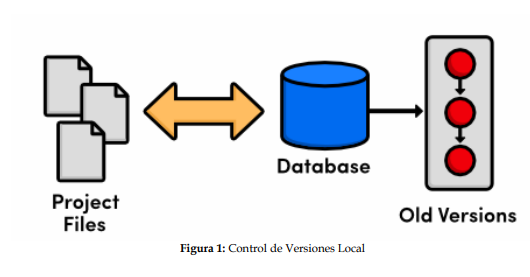 Project
Files
Database
Old Versions
Figura 1: Control de Versiones Local